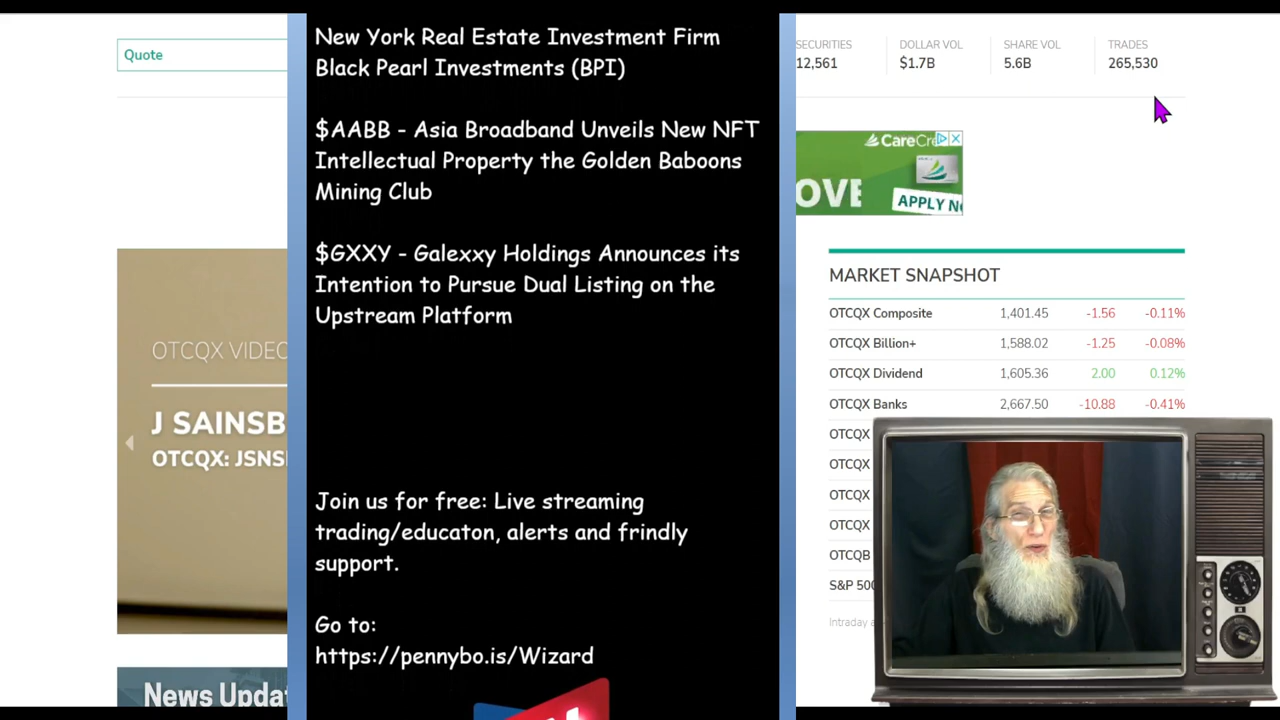 New York Real Estate Investment Firm
Black Pearl Investments (BPI)
$AABB - Asia Broadband Unveils New NFT
Intellectual Property the Golden Baboons
Mining Club
$GXXY - Galexxy Holdings Announces its
Intention to Pursue Dual Listing on the
Upstream Platform
Join us for free: Live streaming
trading/educaton, alerts and frindly
support.
Go to:
https://pennybo.is/Wizard
Quote
OTCQX VIDEO
J SAINSB
OTCQX: JSNS
News Upda
SECURITIES DOLLAR VOL SHARE VOL TRADES
12,561 $1.7B 5.6B 265,530
CareCre
OVE
APPLY N
MARKET SNAPSHOT
OTCQX Composite 1,401.45 -1.56 -0.11%
OTCQX Billion+ 1,588.02 -1.25 -0.08%
OTCQX Dividend 1,605.36 2.00 0.12%
OTCQX Banks 2,667.50 -10.88 -0.41%
OTCQX
OTCQX
OTCQX
OTCQX
OTCQB
S&P 500
Intraday